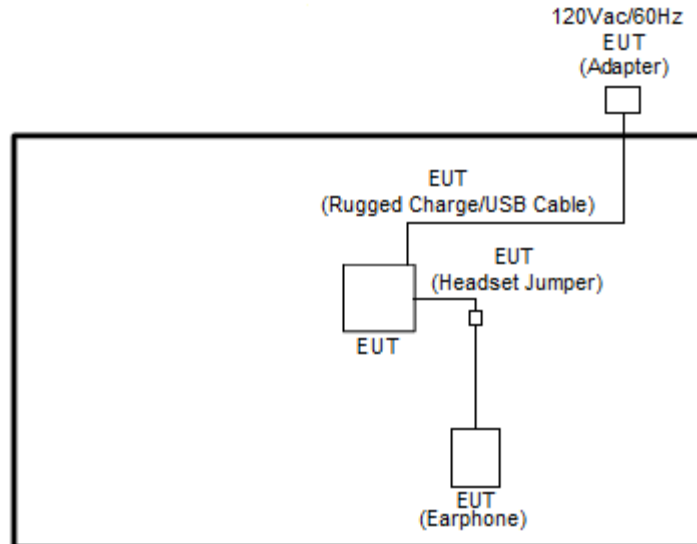 120Vac/60Hz
EUT
(Adapter)
EUT
(Rugged Charge/USB Cable)
EUT
(Headset Jumper)
EUT
EUT
(Earphone)